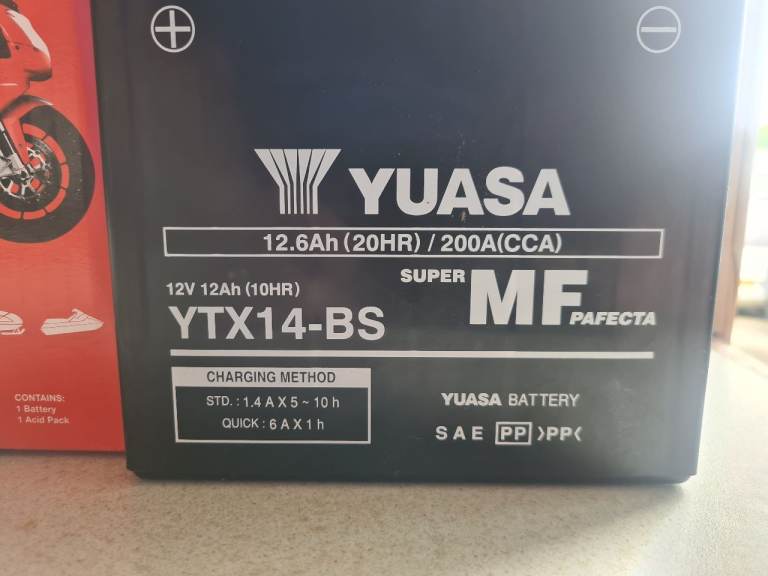 + −
YUASA
12.6Ah (20HR) / 200A(CCA)
SUPER MF PAFECTA
12V 12Ah (10HR)
YTX14-BS
CHARGING METHOD
STD. : 1.4 A X 5 ~ 10 h
QUICK : 6 A X 1 h
YUASA BATTERY
SAE PP >PP<
CONTAINS:
1 Battery
1 Acid Pack